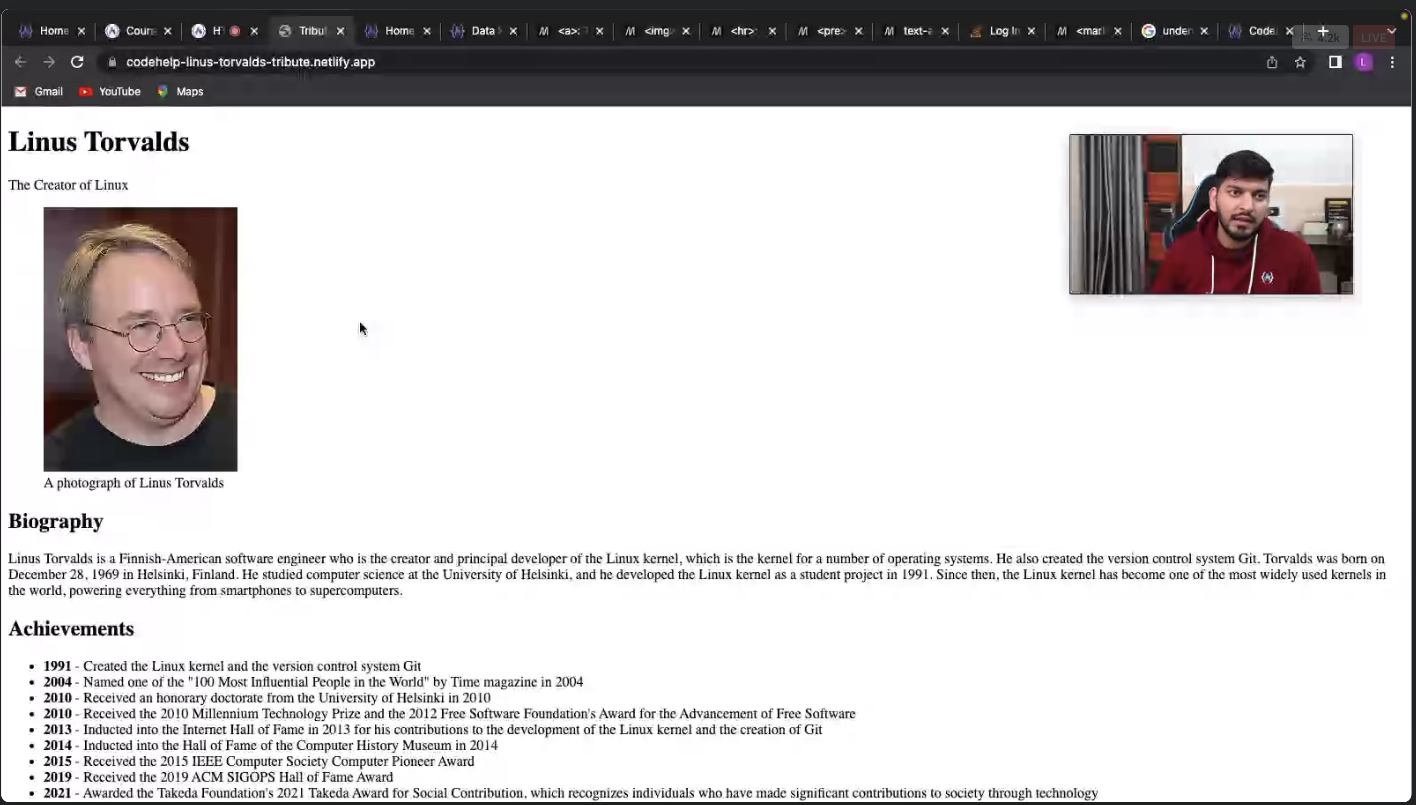 Home
Cour
H
Tribu
Home
Data S
<a>:
<img>
<hr>:
<pre>
text-a
Log In
<mar
under
Code
4.2k
LIVE
codehelp-linus-torvalds-tribute.netlify.app
L
Gmail
YouTube
Maps
Linus Torvalds
The Creator of Linux
A photograph of Linus Torvalds
Biography
Linus Torvalds is a Finnish-American software engineer who is the creator and principal developer of the Linux kernel, which is the kernel for a number of operating systems. He also created the version control system Git. Torvalds was born on
December 28, 1969 in Helsinki, Finland. He studied computer science at the University of Helsinki, and he developed the Linux kernel as a student project in 1991. Since then, the Linux kernel has become one of the most widely used kernels in
the world, powering everything from smartphones to supercomputers.
Achievements
• 1991 - Created the Linux kernel and the version control system Git
• 2004 - Named one of the "100 Most Influential People in the World" by Time magazine in 2004
• 2010 - Received an honorary doctorate from the University of Helsinki in 2010
• 2010 - Received the 2010 Millennium Technology Prize and the 2012 Free Software Foundation's Award for the Advancement of Free Software
• 2013 - Inducted into the Internet Hall of Fame in 2013 for his contributions to the development of the Linux kernel and the creation of Git
• 2014 - Inducted into the Hall of Fame of the Computer History Museum in 2014
• 2015 - Received the 2015 IEEE Computer Society Computer Pioneer Award
• 2019 - Received the 2019 ACM SIGOPS Hall of Fame Award
• 2021 - Awarded the Takeda Foundation's 2021 Takeda Award for Social Contribution, which recognizes individuals who have made significant contributions to society through technology